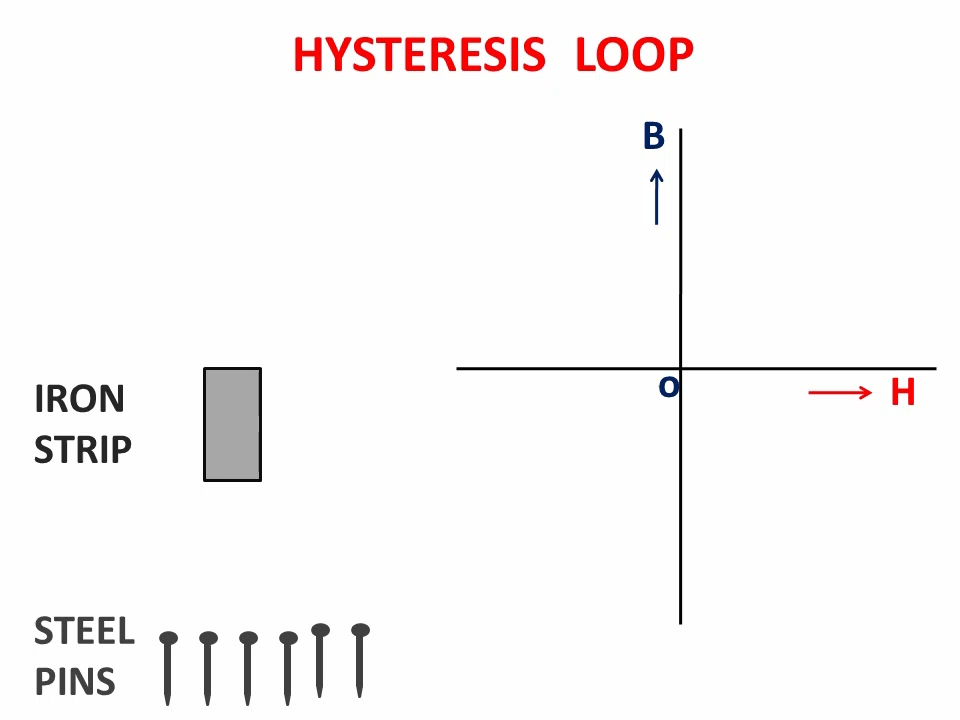 HYSTERESIS LOOP
B
o
H
IRON
STRIP
STEEL
PINS